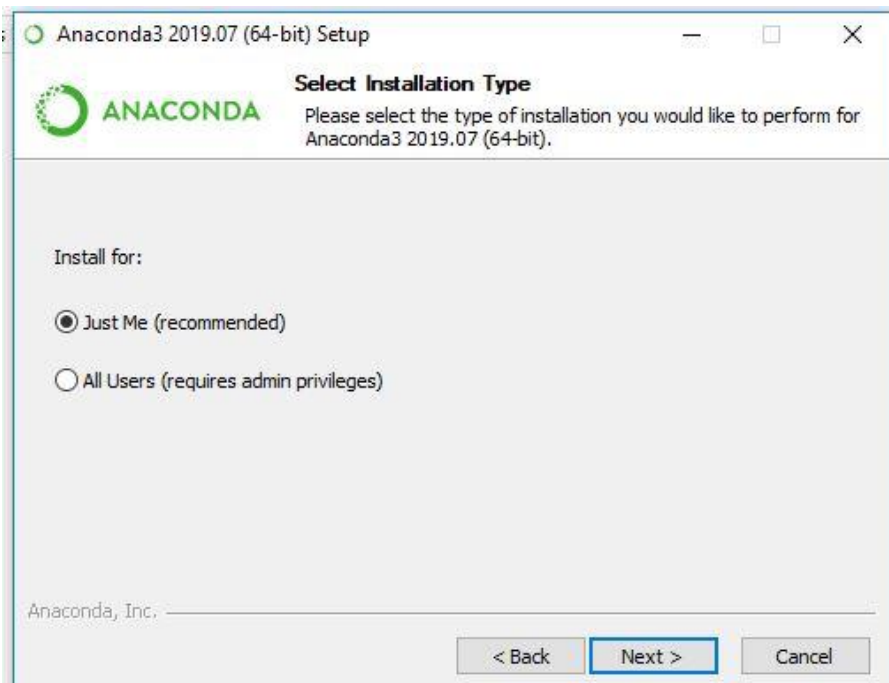 Anaconda3 2019.07 (64-bit) Setup
ANACONDA
Select Installation Type
Please select the type of installation you would like to perform for
Anaconda3 2019.07 (64-bit).
Install for:
Just Me (recommended)
All Users (requires admin privileges)
Anaconda, Inc.
< Back
Next >
Cancel